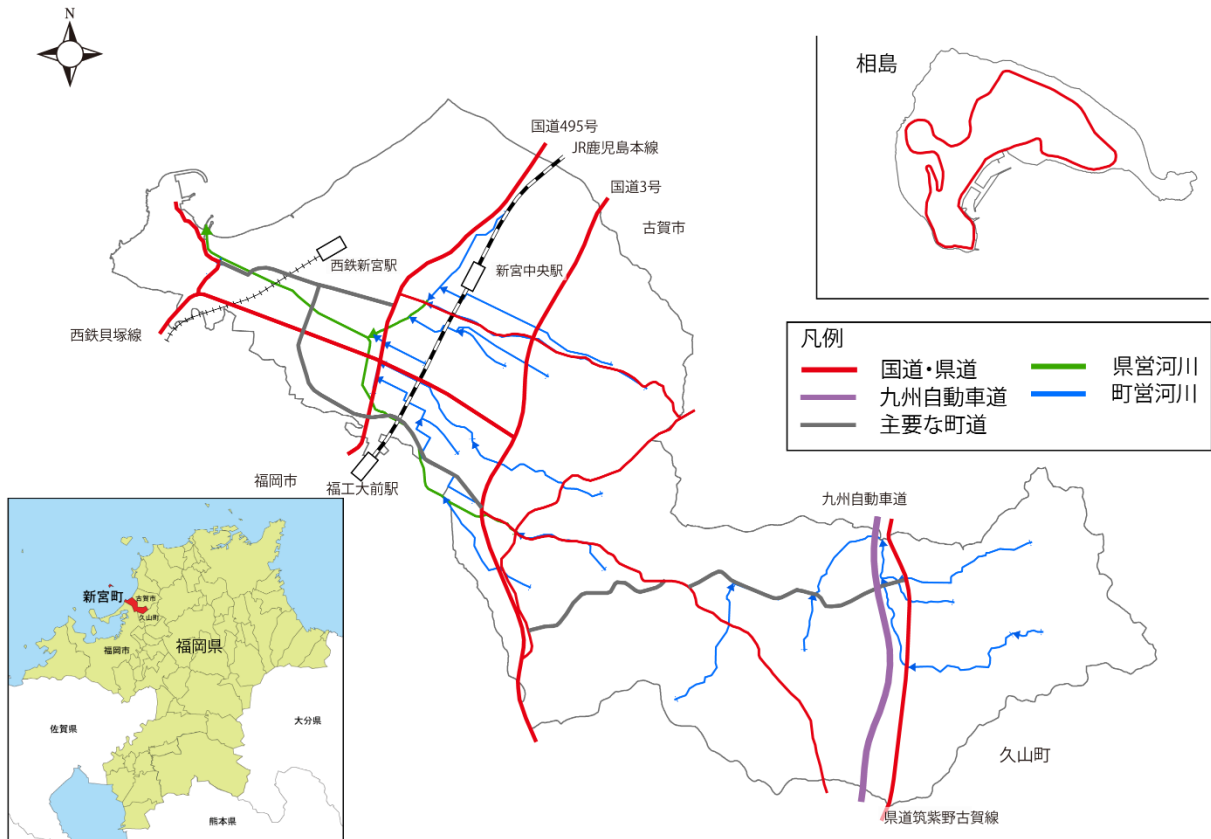 N
相島
国道495号
JR鹿児島本線
国道3号
古賀市
西鉄新宮駅
新宮中央駅
西鉄貝塚線
凡例
国道・県道
県営河川
九州自動車道
町営河川
主要な町道
福岡市
福工大前駅
九州自動車道
新宮町
古賀市
久山町
福岡市
福岡県
佐賀県
大分県
熊本県
久山町
県道筑紫野古賀線